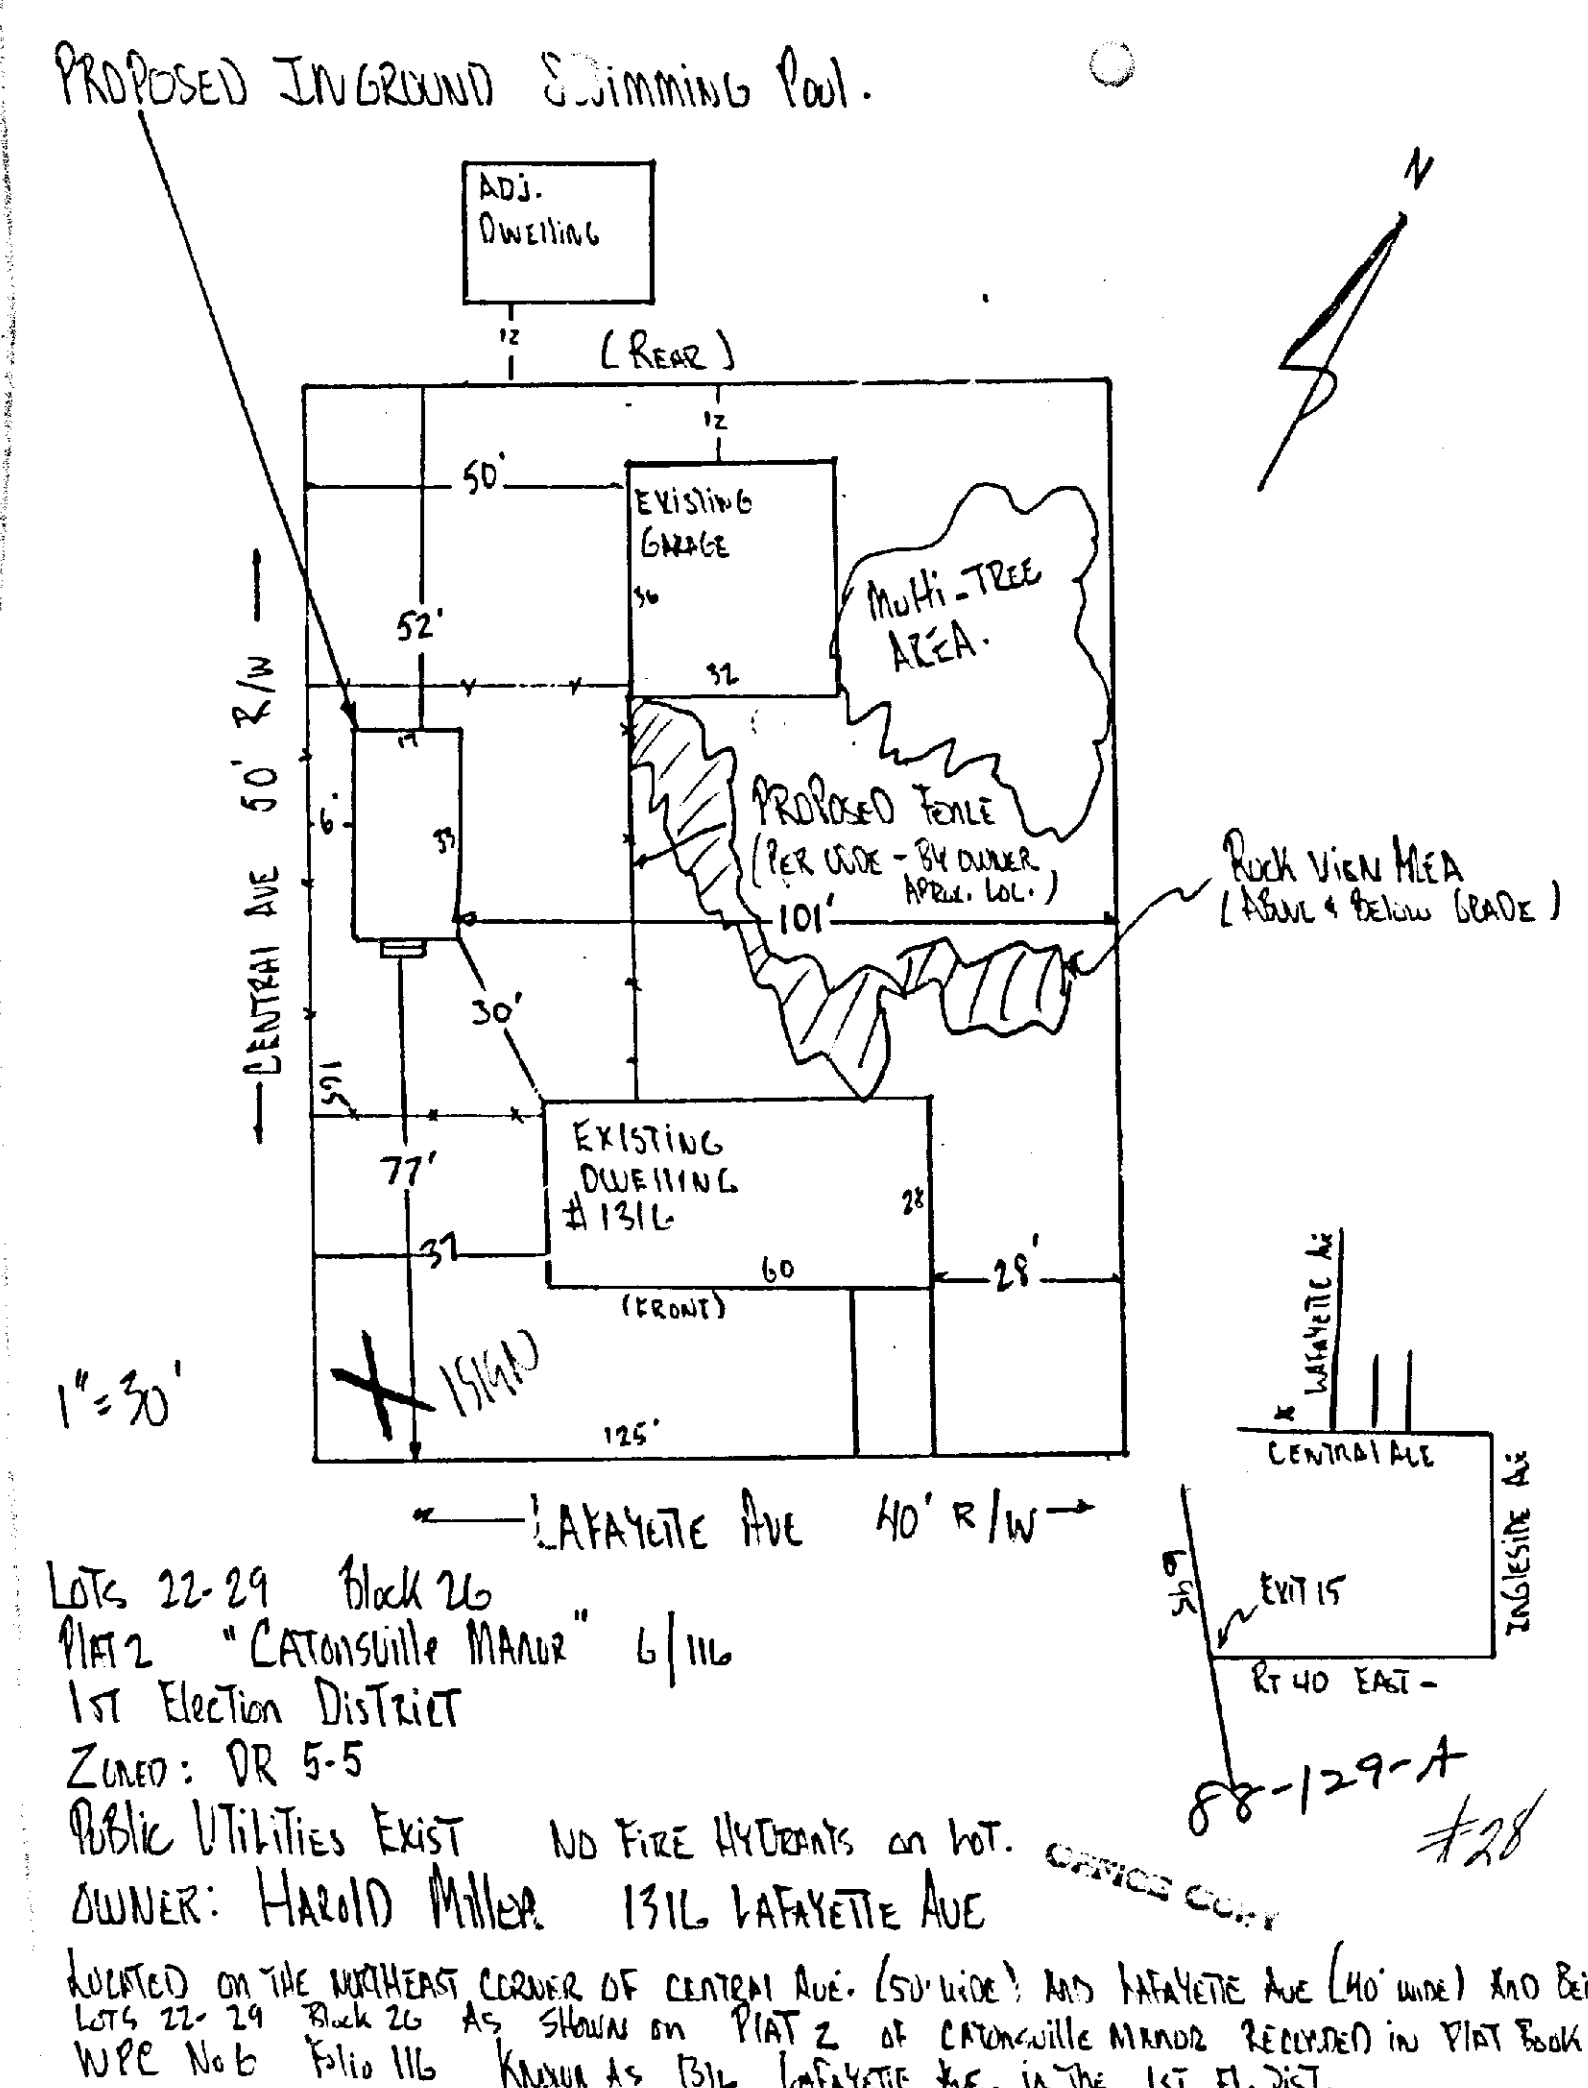 PROPOSED INGROUND Swimming Pool.
N
ADJ.
DWElliNG
12
(REAR)
12
50'
EXisTiNG
GARAGE
36
32
Multi-TREE
AREA.
52'
CENTRAl AVE 50' R/W
17
6'
33
PROPOSED FENCE
(PER CODE - BY OWNER
APRX. LOC.)
101'
ROCK VIEW AREA
(ABOVE & BELOW GRADE)
30'
165
77'
EXISTING
DWEllING
#1316
28
37
60
28'
(FRONT)
1 SIGN
1"=30'
125'
LAFAYETTE AVE 40' R/W
LAFAYETTE AVE
X
CENTRAl AVE
INGLESIDE AVE
695
EXIT 15
RT 40 EAST -
LOTS 22-29 Block 26
PlAT 2 "CATonsville MANOR" 6/116
1ST ElecTion DisTRicT
ZONED: DR 5-5
88-129-A
PUBlic UTiLiTiEs ExisT NO FiRE HYDRANTS on LoT.
#28
OFFICE COPY
OWNER: HAROlD MillER 1316 LAFAYETTE AVE
LOCATED on THE NORTHEAST CORNER OF CENTRAl AVE. (50' WIDE) AND LAFAYETTE AVE (40' WIDE) AND BEi
LOTS 22-29 Block 26 AS SHOWN on PlAT 2 OF CATONSville MANOR RECORDED in PlAT BOOK
WPC No 6 Folio 116 KNOWN AS 1316 LAFAYETTE AVE. in THE 1ST El. DIST.